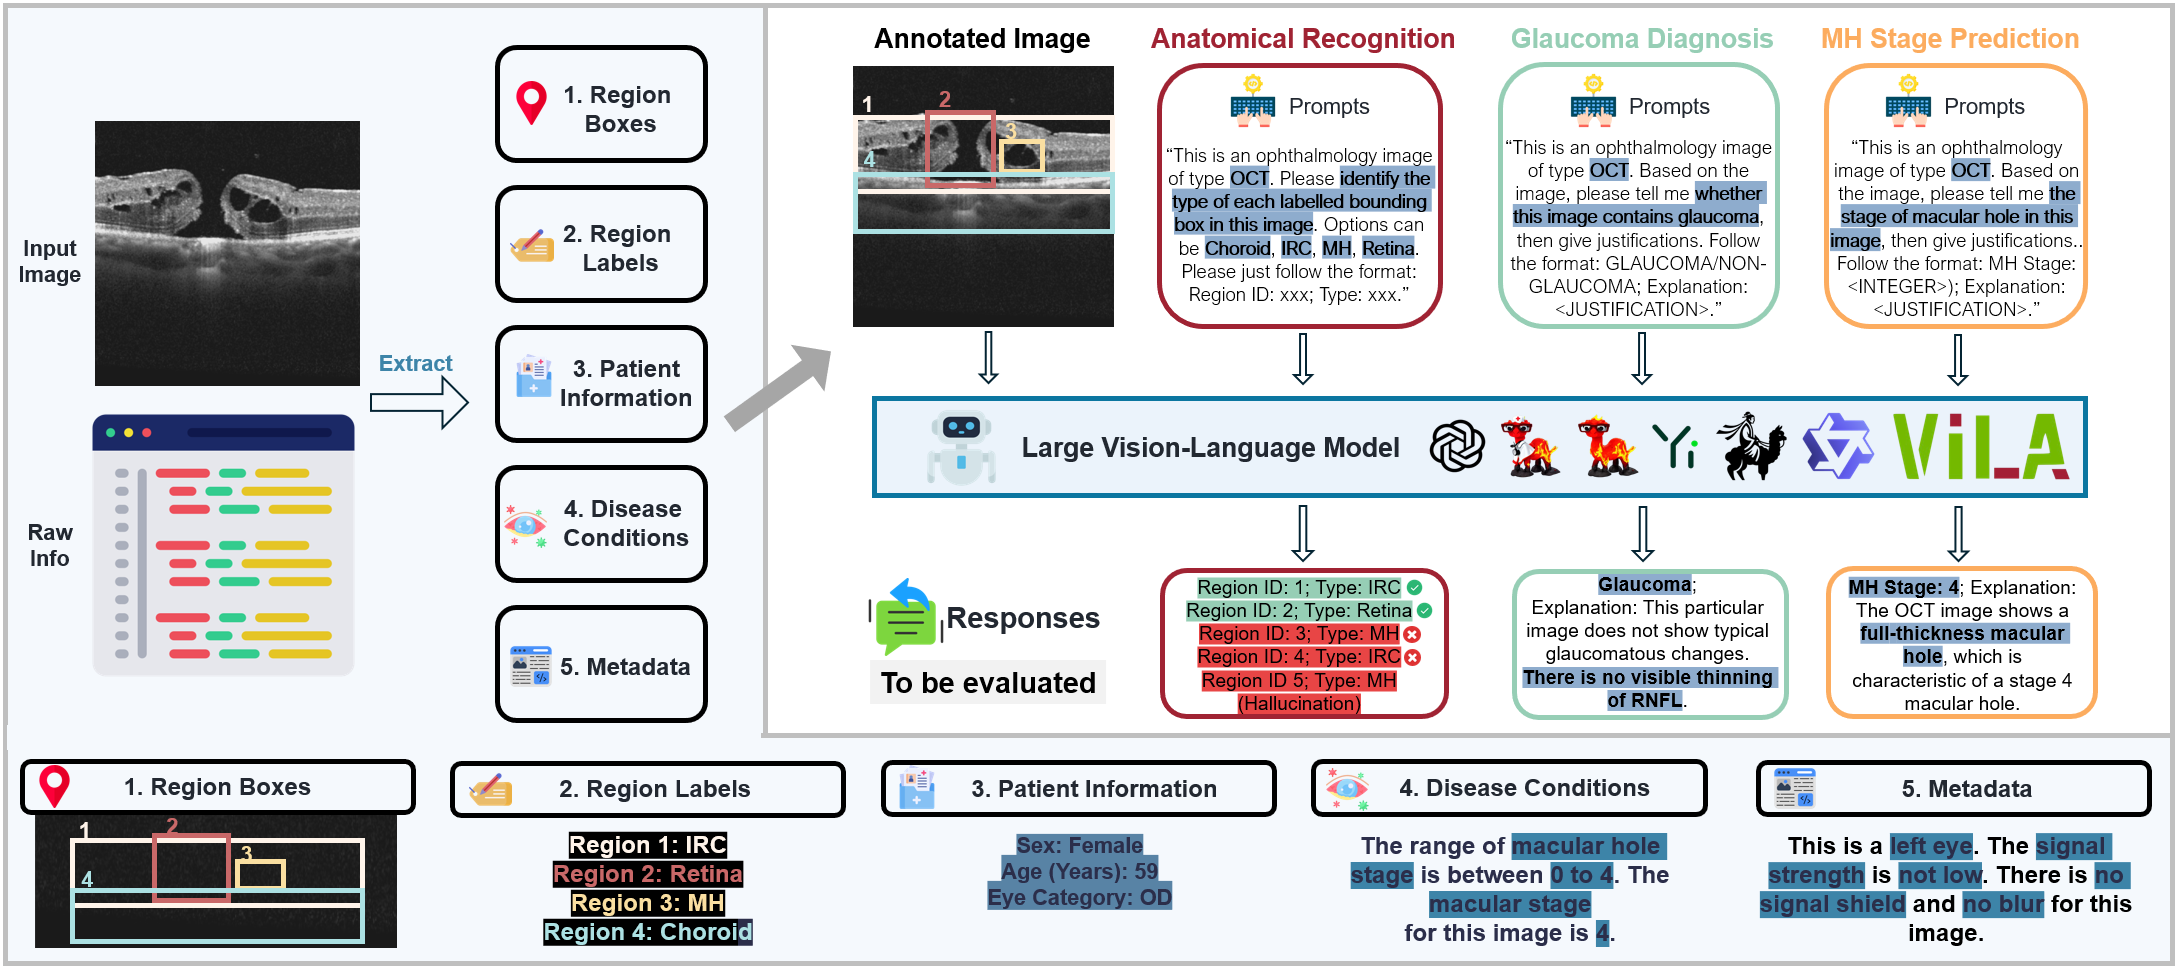 Input
Image
Raw
Info
Extract
1. Region
Boxes
2. Region
Labels
3. Patient
Information
4. Disease
Conditions
5. Metadata
Annotated Image
1
2
3
4
Anatomical Recognition
Prompts
“This is an ophthalmology image
of type OCT. Please identify the
type of each labelled bounding
box in this image. Options can
be Choroid, IRC, MH, Retina.
Please just follow the format:
Region ID: xxx; Type: xxx.”
Glaucoma Diagnosis
Prompts
“This is an ophthalmology image
of type OCT. Based on the
image, please tell me whether
this image contains glaucoma,
then give justifications. Follow
the format: GLAUCOMA/NON-
GLAUCOMA; Explanation:
<JUSTIFICATION>.”
MH Stage Prediction
Prompts
“This is an ophthalmology
image of type OCT. Based on
the image, please tell me the
stage of macular hole in this
image, then give justifications..
Follow the format: MH Stage:
<INTEGER>); Explanation:
<JUSTIFICATION>.”
Large Vision-Language Model
Yi
ViLA
Responses
To be evaluated
Region ID: 1; Type: IRC
Region ID: 2; Type: Retina
Region ID: 3; Type: MH
Region ID: 4; Type: IRC
Region ID 5; Type: MH
(Hallucination)
Glaucoma;
Explanation: This particular
image does not show typical
glaucomatous changes.
There is no visible thinning
of RNFL.
MH Stage: 4; Explanation:
The OCT image shows a
full-thickness macular
hole, which is
characteristic of a stage 4
macular hole.
1. Region Boxes
1
2
3
4
2. Region Labels
Region 1: IRC
Region 2: Retina
Region 3: MH
Region 4: Choroid
3. Patient Information
Sex: Female
Age (Years): 59
Eye Category: OD
4. Disease Conditions
The range of macular hole
stage is between 0 to 4. The
macular stage
for this image is 4.
5. Metadata
This is a left eye. The signal
strength is not low. There is no
signal shield and no blur for this
image.